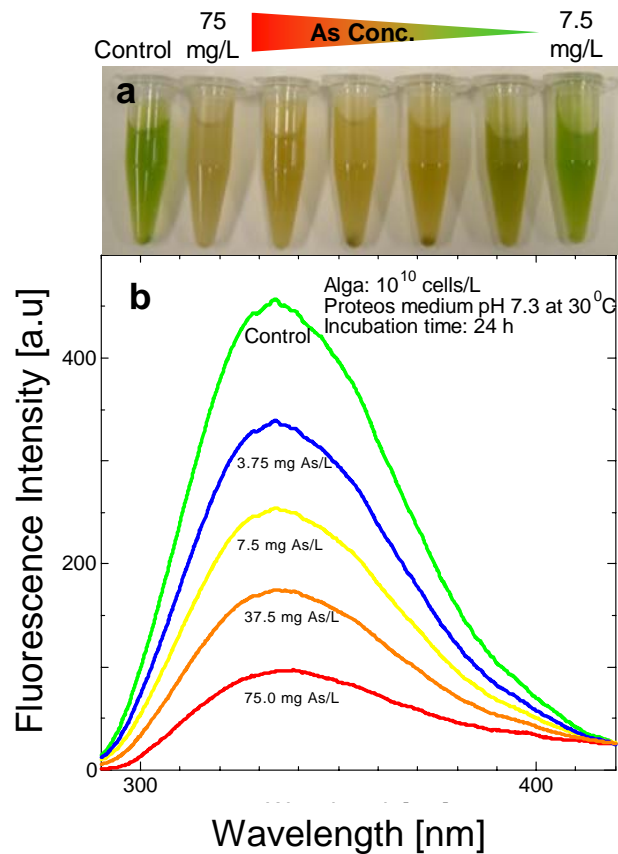 Control
75
mg/L
As Conc.
7.5
mg/L
a
b
Alga: 10¹⁰ cells/L
Proteos medium pH 7.3 at 30⁰C
Incubation time: 24 h
Control
3.75 mg As/L
7.5 mg As/L
37.5 mg As/L
75.0 mg As/L
Fluorescence Intensity [a.u]
400
200
0
300
400
Wavelength [nm]